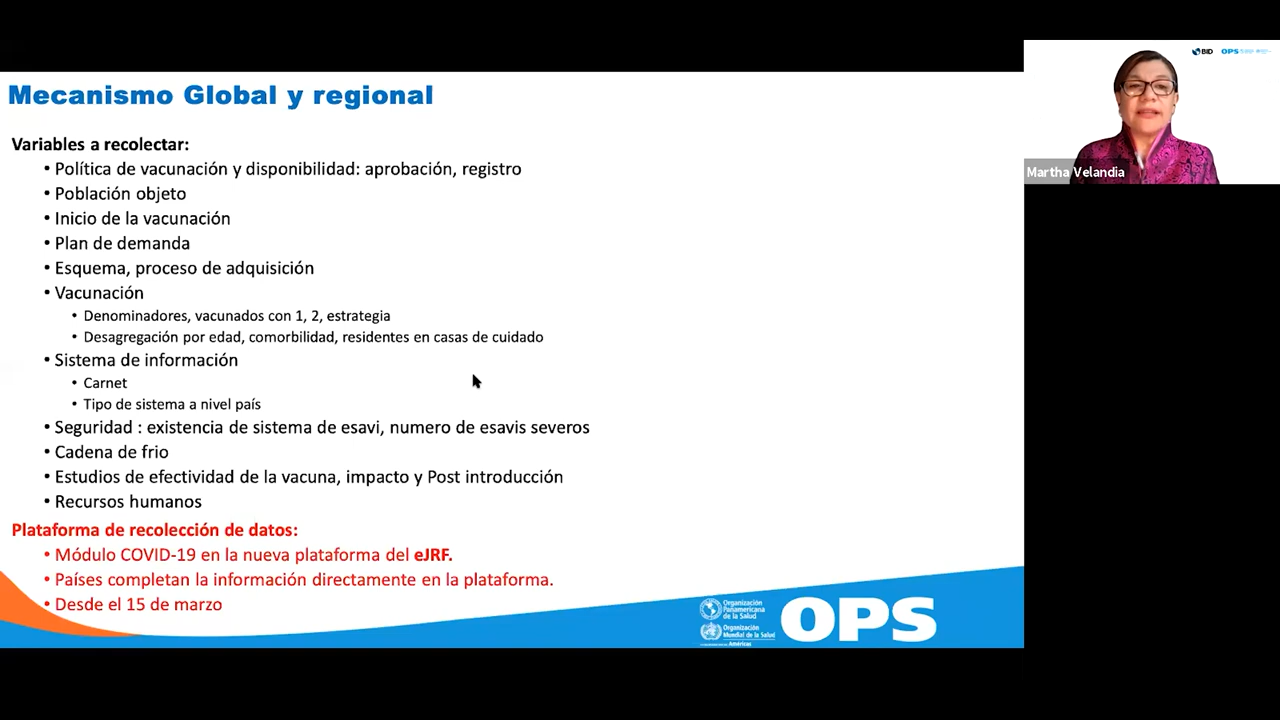 Mecanismo Global y regional
Variables a recolectar:
• Política de vacunación y disponibilidad: aprobación, registro
• Población objeto
• Inicio de la vacunación
• Plan de demanda
• Esquema, proceso de adquisición
• Vacunación
• Denominadores, vacunados con 1, 2, estrategia
• Desagregación por edad, comorbilidad, residentes en casas de cuidado
• Sistema de información
• Carnet
• Tipo de sistema a nivel país
• Seguridad : existencia de sistema de esavi, numero de esavis severos
• Cadena de frio
• Estudios de efectividad de la vacuna, impacto y Post introducción
• Recursos humanos
Plataforma de recolección de datos:
• Módulo COVID-19 en la nueva plataforma del eJRF.
• Países completan la información directamente en la plataforma.
• Desde el 15 de marzo
Organización
Panamericana
de la Salud
Organización
Mundial de la Salud
Américas
OPS
BID
OPS
Martha Velandia